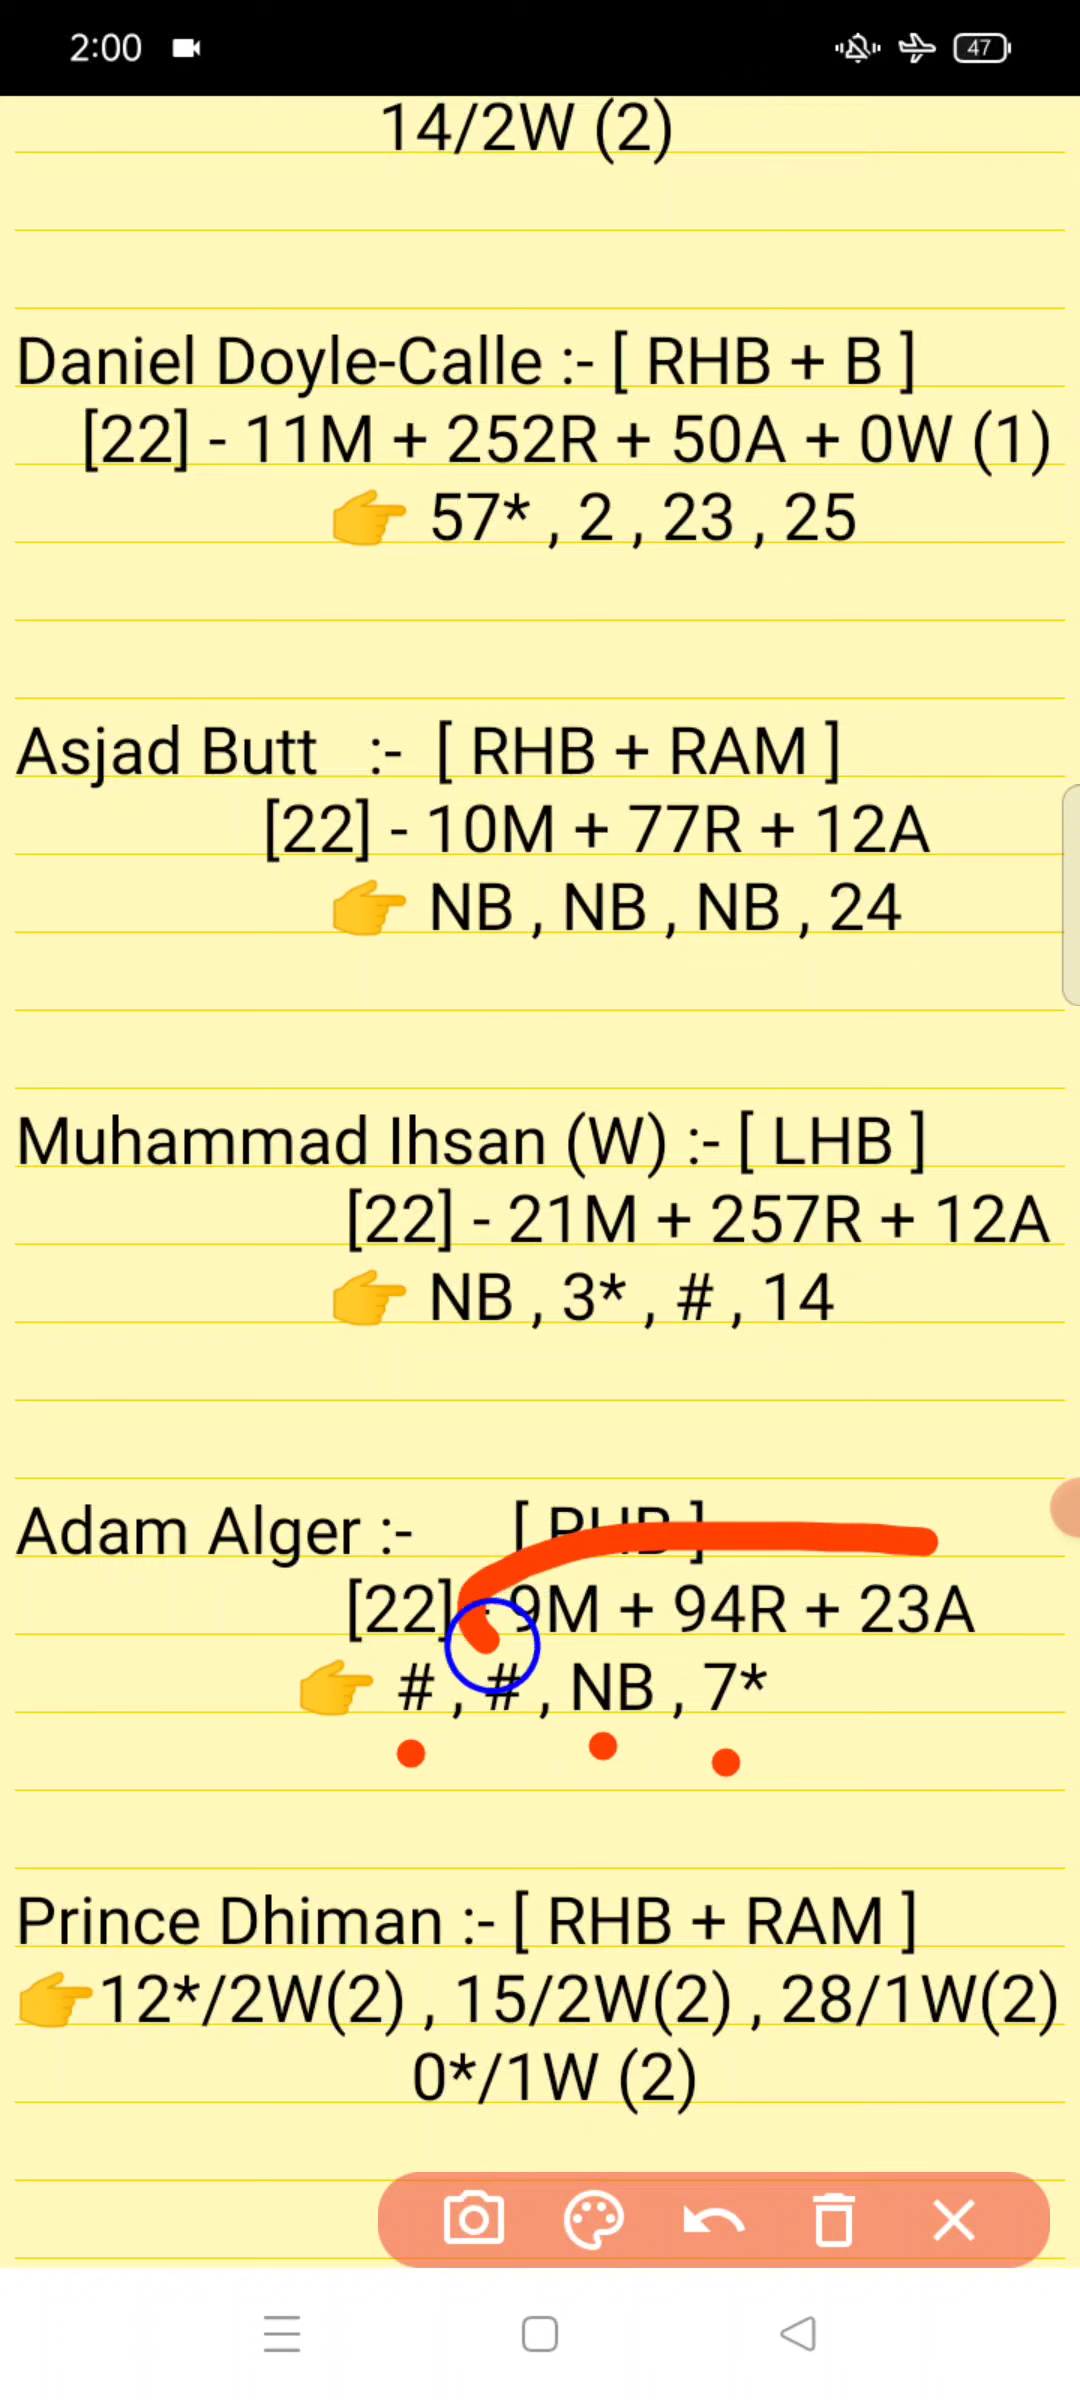 2:00
47
14/2W (2)
Daniel Doyle-Calle :- [ RHB + B ]
[22] - 11M + 252R + 50A + 0W (1)
👉 57* , 2 , 23 , 25
Asjad Butt :- [ RHB + RAM ]
[22] - 10M + 77R + 12A
👉 NB , NB , NB , 24
Muhammad Ihsan (W) :- [ LHB ]
[22] - 21M + 257R + 12A
👉 NB , 3* , # , 14
Adam Alger :- [ RHB ]
[22] - 9M + 94R + 23A
👉 # , # , NB , 7*
Prince Dhiman :- [ RHB + RAM ]
👉12*/2W(2) , 15/2W(2) , 28/1W(2)
0*/1W (2)